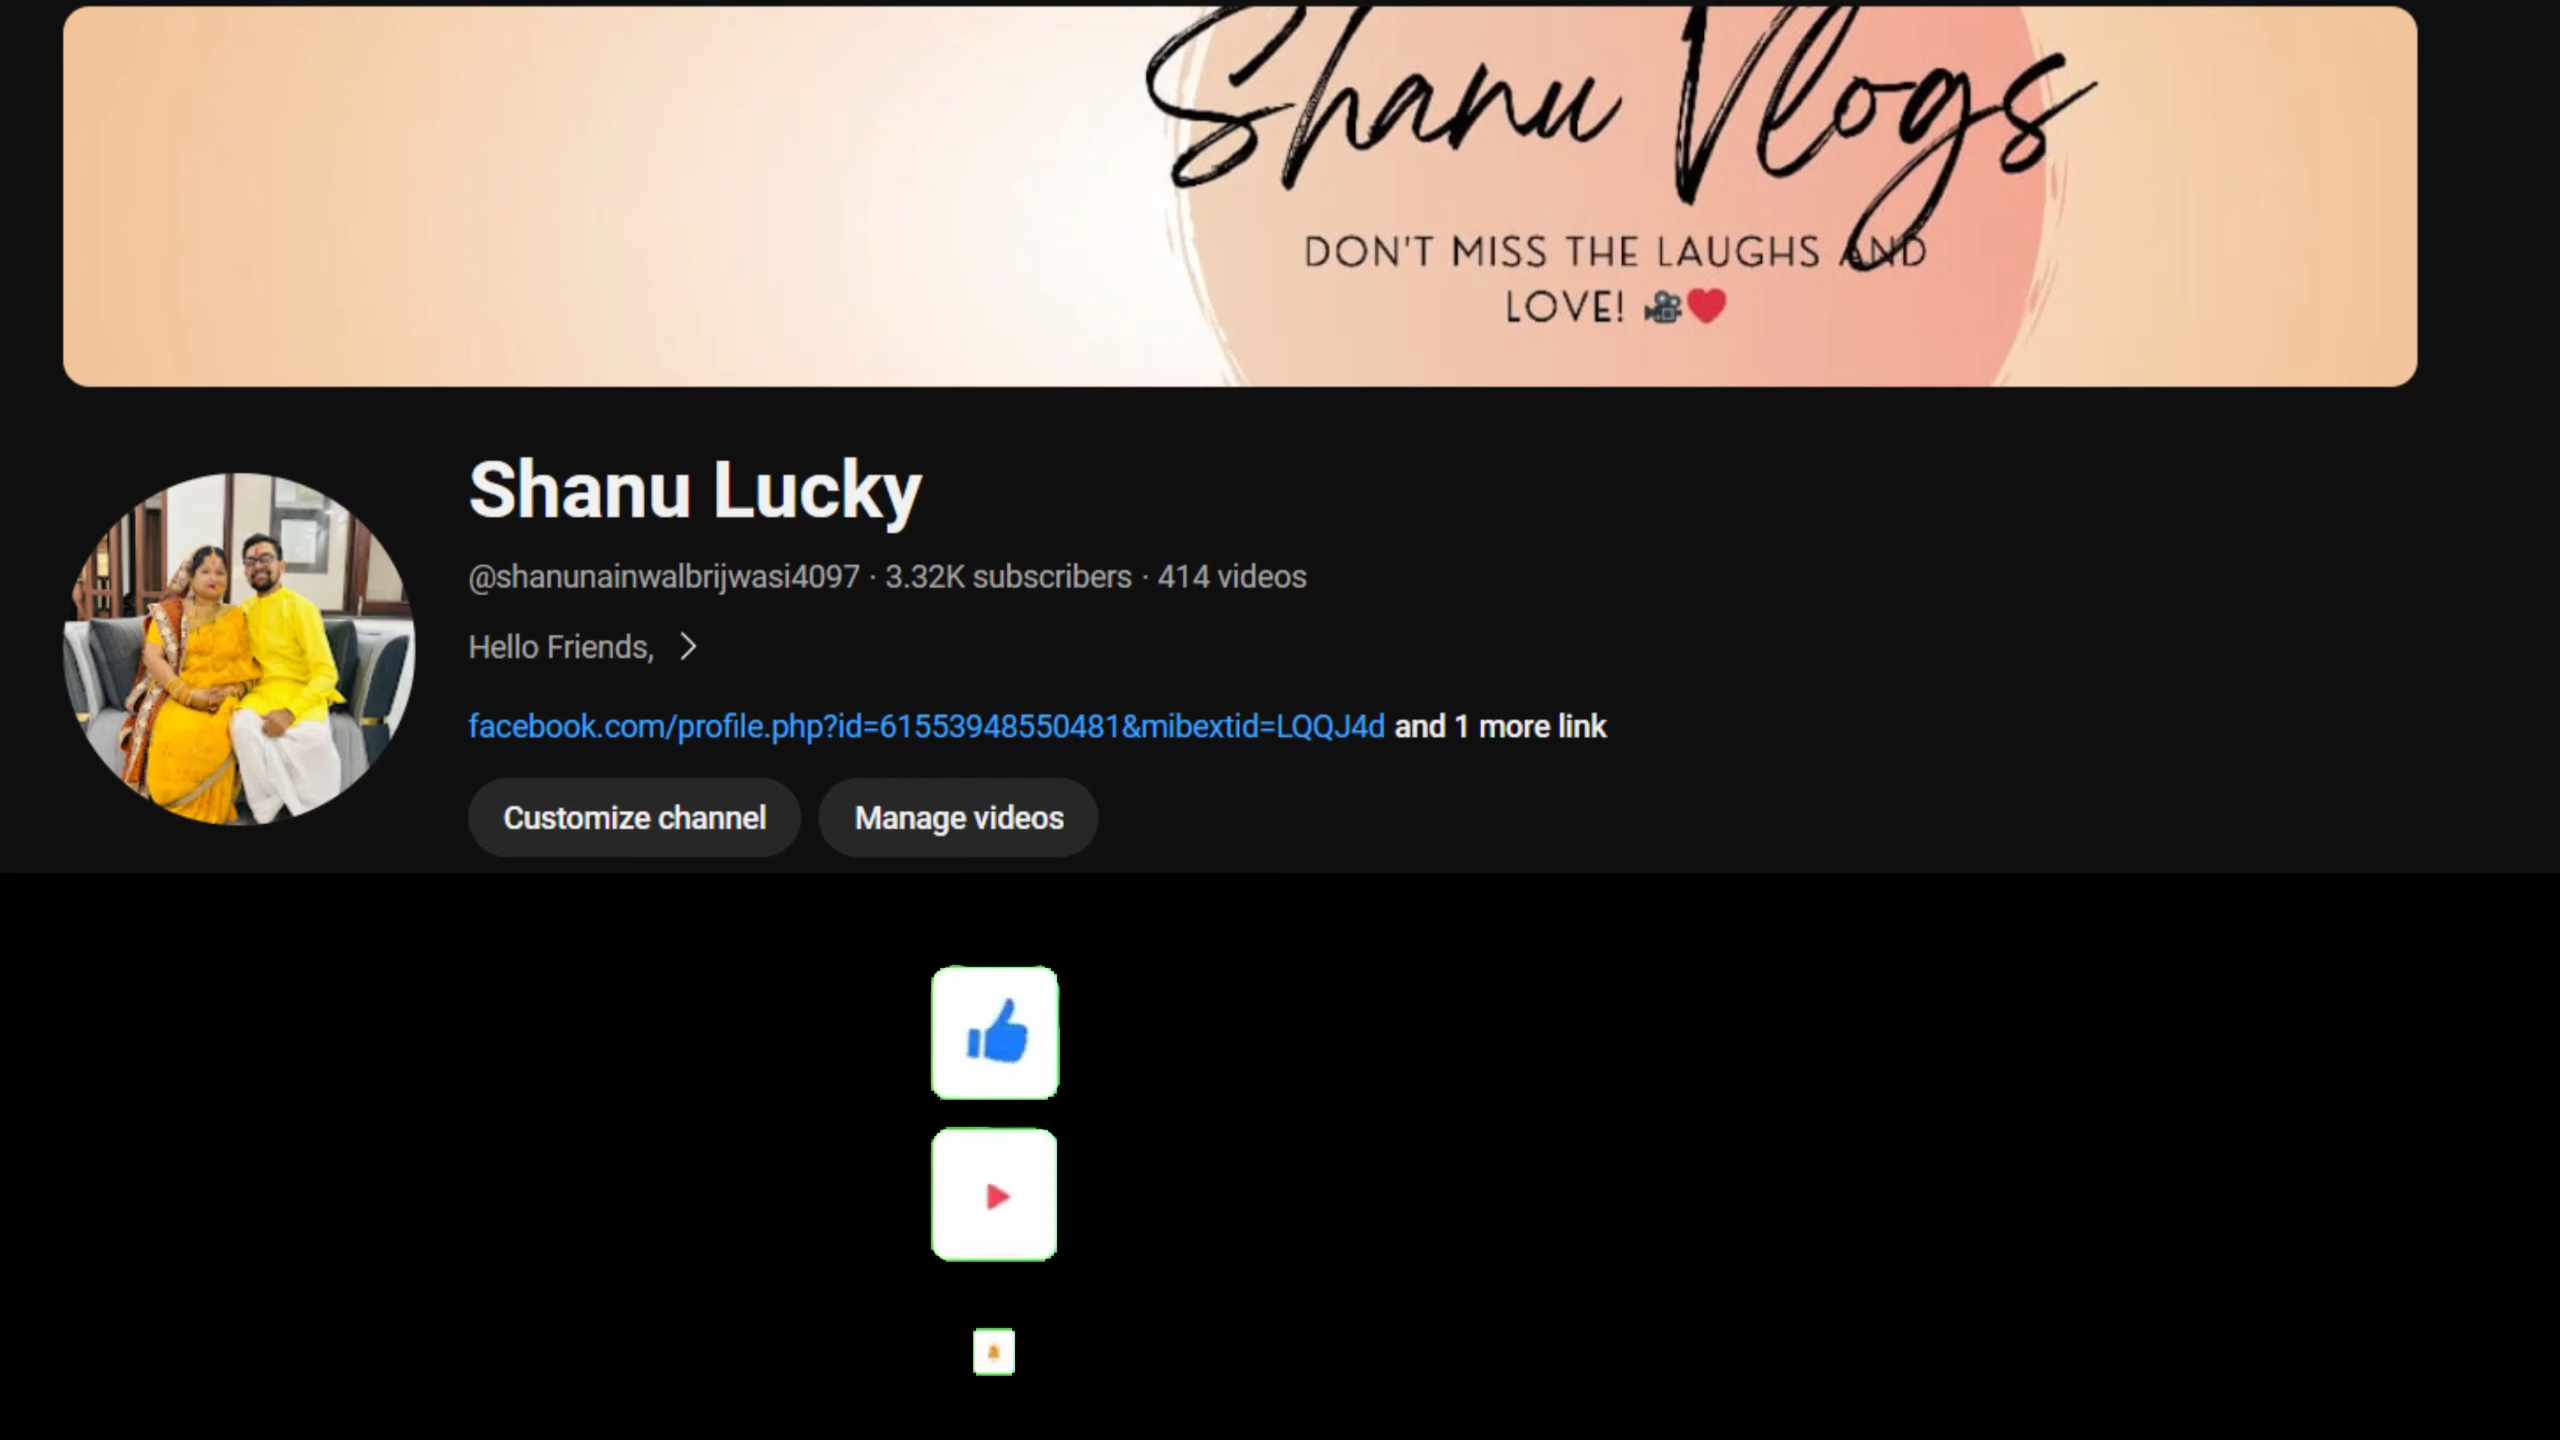 Shanu Vlogs
DON'T MISS THE LAUGHS AND
LOVE! 🎥❤️
Shanu Lucky
@shanunainwalbrijwasi4097 · 3.32K subscribers · 414 videos
Hello Friends,
facebook.com/profile.php?id=61553948550481&mibextid=LQQJ4d and 1 more link
Customize channel Manage videos